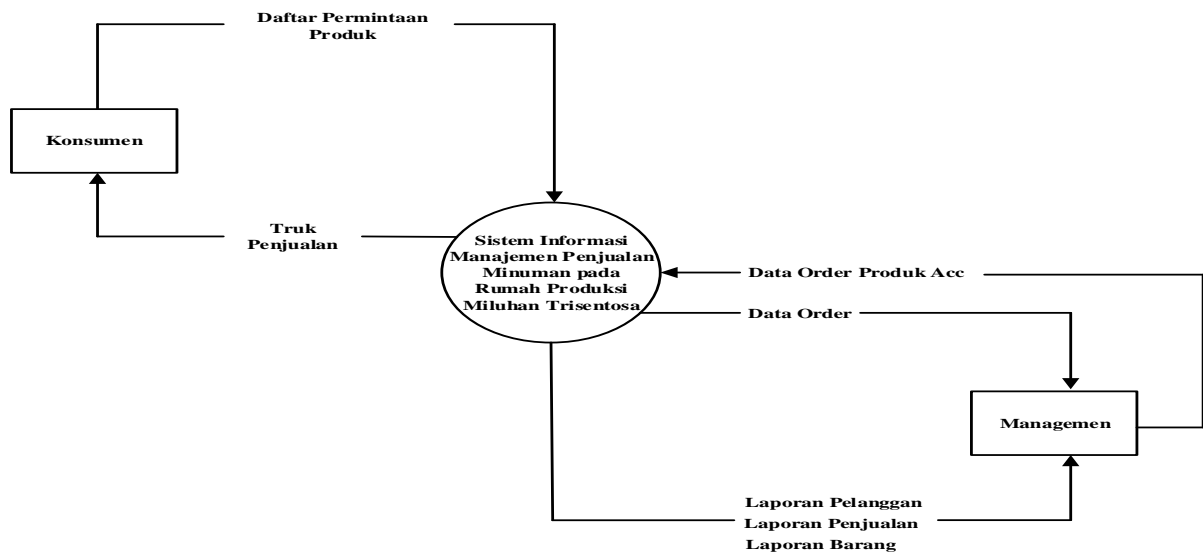 Daftar Permintaan
Produk
Konsumen
Truk
Penjualan
Sistem Informasi
Manajemen Penjualan
Minuman pada
Rumah Produksi
Miluhan Trisentosa
Data Order Produk Acc
Data Order
Managemen
Laporan Pelanggan
Laporan Penjualan
Laporan Barang